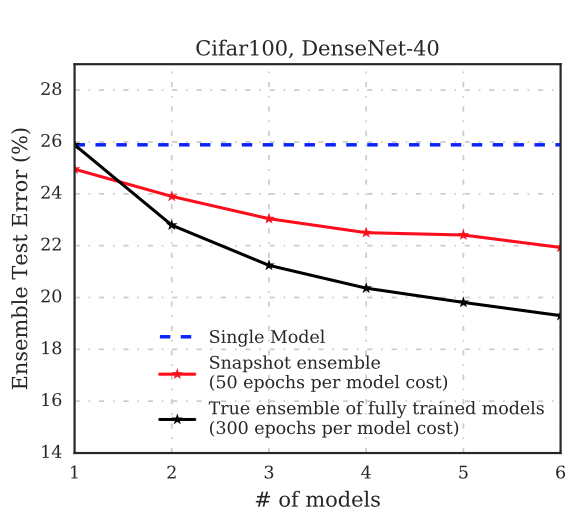 Cifar100, DenseNet-40
Ensemble Test Error (%)
28
26
24
22
20
18
16
14
Single Model
Snapshot ensemble
(50 epochs per model cost)
True ensemble of fully trained models
(300 epochs per model cost)
1 2 3 4 5 6
# of models